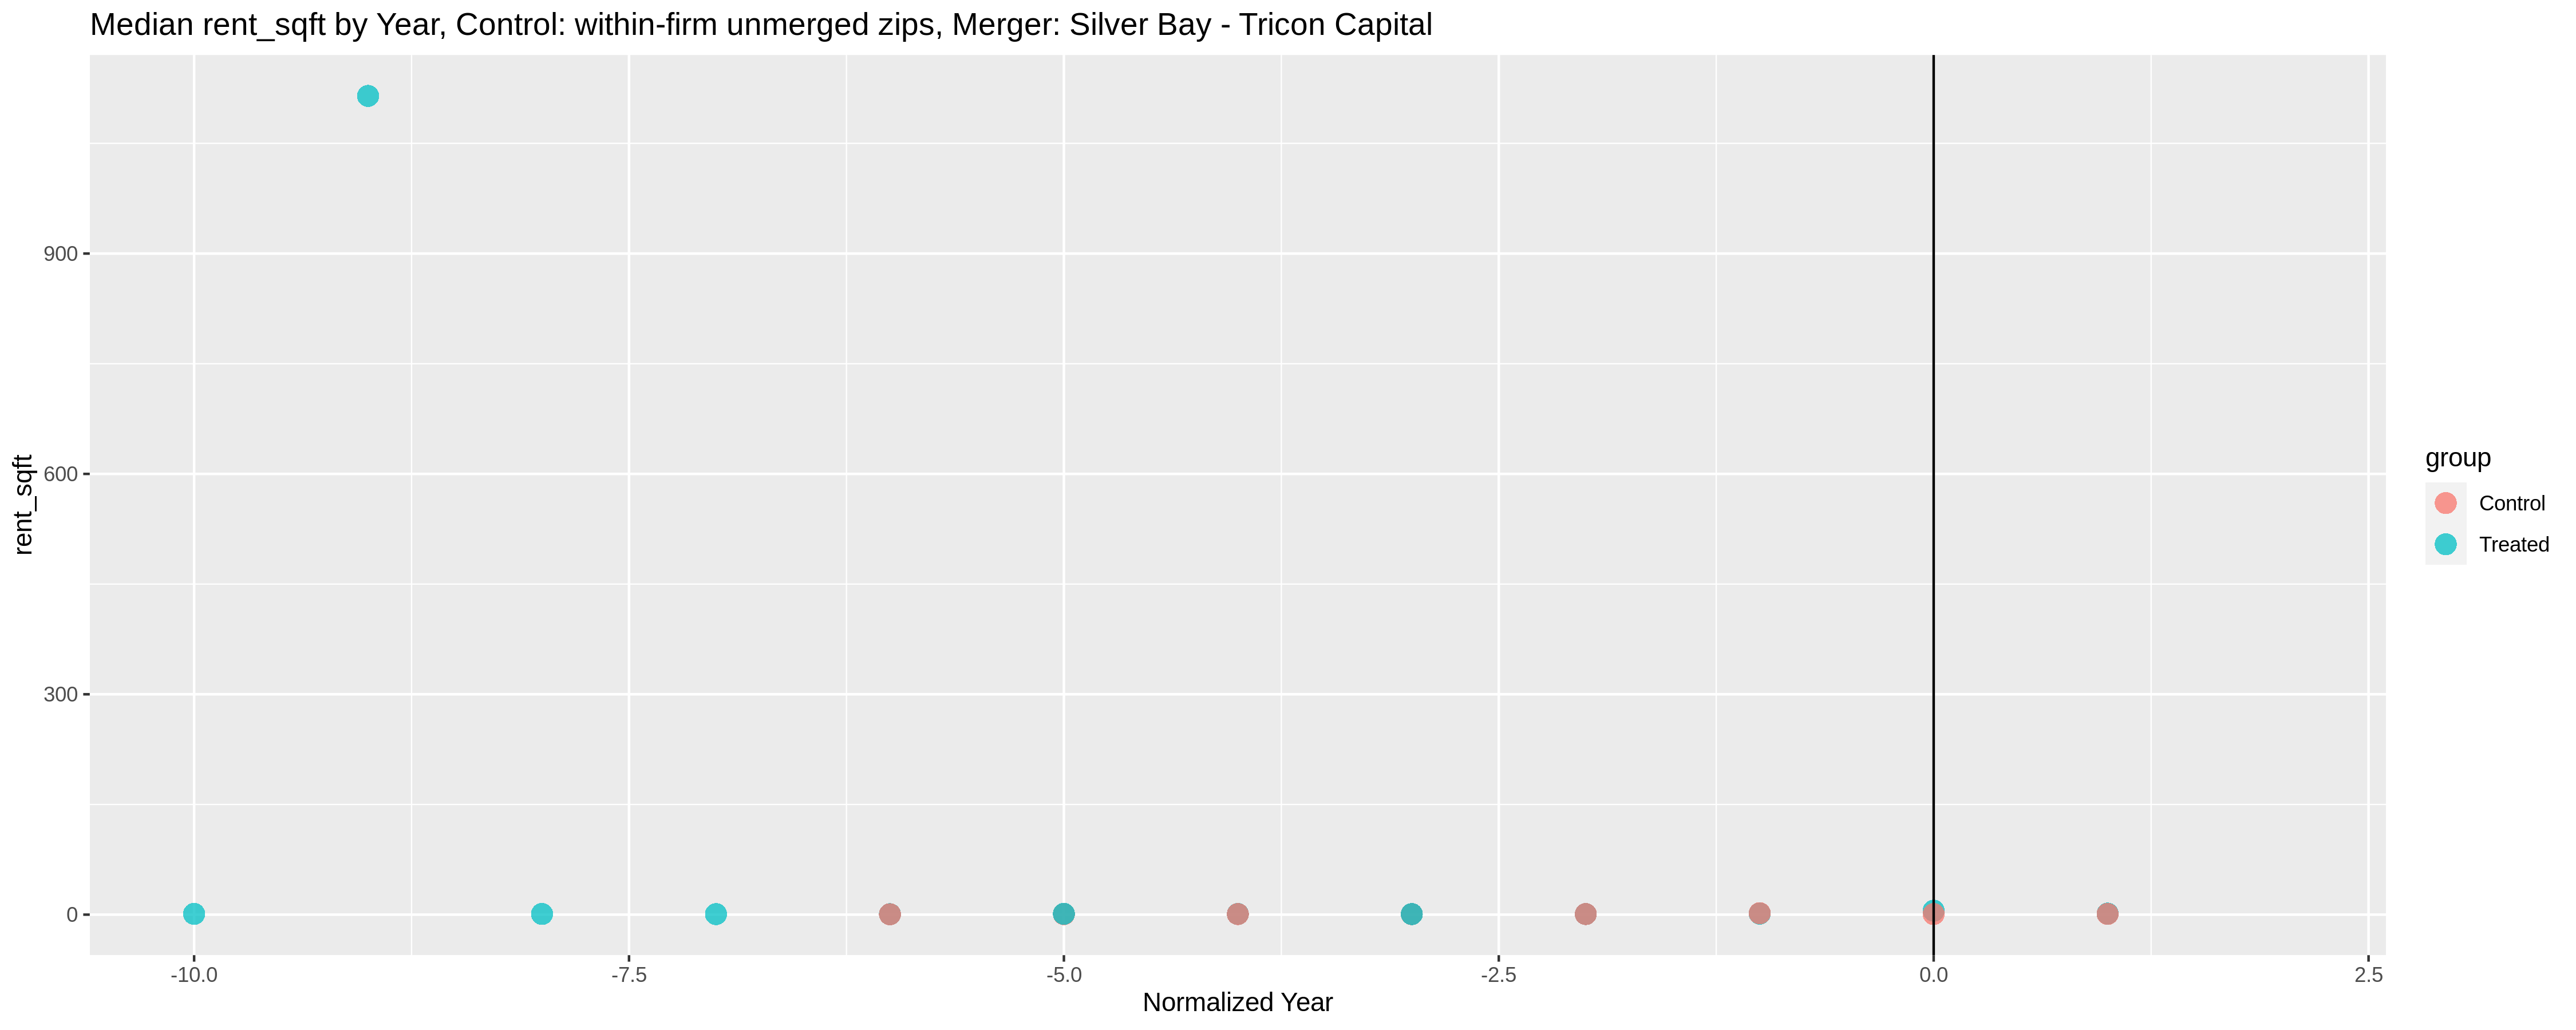 Median rent_sqft by Year, Control: within-firm unmerged zips, Merger: Silver Bay - Tricon Capital
rent_sqft
900
600
300
0
-10.0
-7.5
-5.0
-2.5
0.0
2.5
Normalized Year
group
Control
Treated